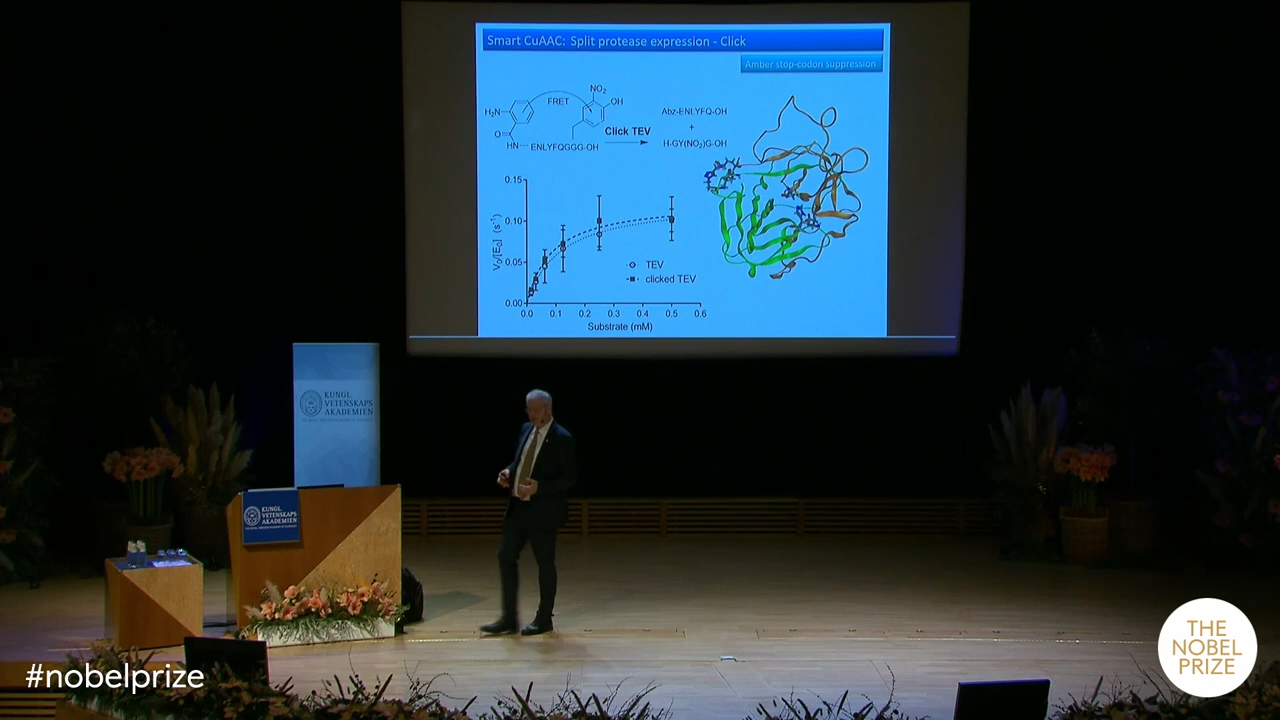 Smart CuAAC: Split protease expression - Click
Amber stop-codon suppression
NO₂
FRET
OH
H₂N
O
HN
ENLYFQGGG-OH
Click TEV
Abz-ENLYFQ-OH
+
H-GY(NO₂)G-OH
0.15
0.10
0.05
0.00
V₀/[E₀] (s⁻¹)
TEV
clicked TEV
0.0 0.1 0.2 0.3 0.4 0.5 0.6
Substrate (mM)
KUNGL.
VETENSKAPS
AKADEMIEN
KUNGL.
VETENSKAPS
AKADEMIEN
#nobelprize
THE
NOBEL
PRIZE